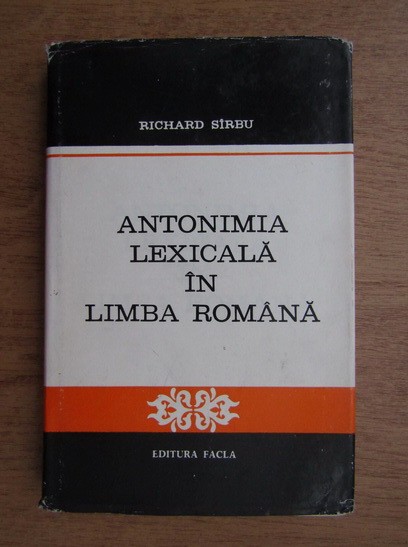 RICHARD SÎRBU
ANTONIMIA
LEXICALĂ
ÎN
LIMBA ROMÂNĂ
EDITURA FACLA